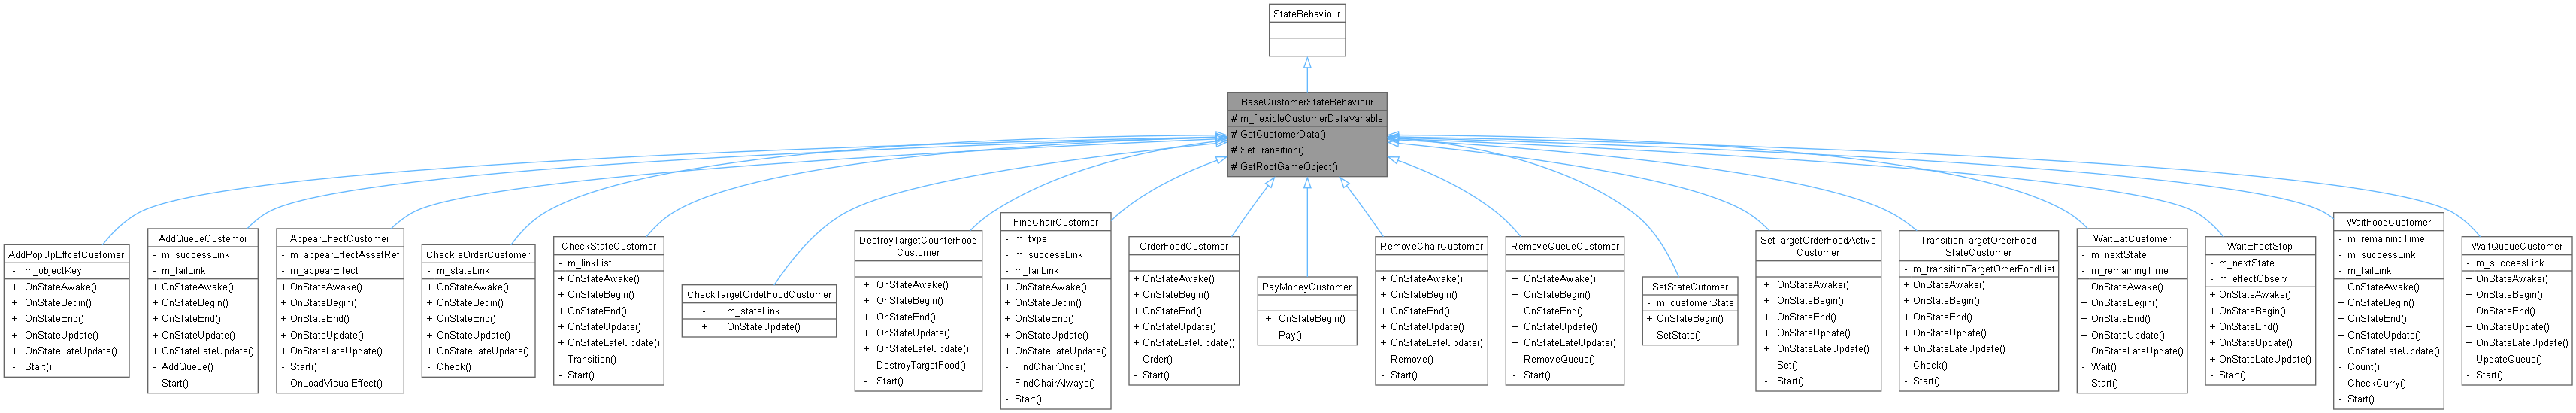 StateBehaviour
BaseCustomerStateBehaviour
# m_flexibleCustomerDataVariable
# GetCustomerData()
# SetTransition()
# GetRootGameObject()
AddPopUpEffcetCustomer
- m_objectKey
+ OnStateAwake()
+ OnStateBegin()
+ OnStateEnd()
+ OnStateUpdate()
+ OnStateLateUpdate()
- Start()
AddQueueCustemor
- m_successLink
- m_failLink
+ OnStateAwake()
+ OnStateBegin()
+ OnStateEnd()
+ OnStateUpdate()
+ OnStateLateUpdate()
- AddQueue()
- Start()
AppearEffectCustomer
- m_appearEffectAssetRef
- m_appearEffect
+ OnStateAwake()
+ OnStateBegin()
+ OnStateEnd()
+ OnStateUpdate()
+ OnStateLateUpdate()
- Start()
- OnLoadVisualEffect()
CheckIsOrderCustomer
- m_stateLink
+ OnStateAwake()
+ OnStateBegin()
+ OnStateEnd()
+ OnStateUpdate()
+ OnStateLateUpdate()
- Check()
CheckStateCustomer
- m_linkList
+ OnStateAwake()
+ OnStateBegin()
+ OnStateEnd()
+ OnStateUpdate()
+ OnStateLateUpdate()
- Transition()
- Start()
CheckTargetOrdetFoodCustomer
- m_stateLink
+ OnStateUpdate()
DestroyTargetCounterFood
Customer
+ OnStateAwake()
+ OnStateBegin()
+ OnStateEnd()
+ OnStateUpdate()
+ OnStateLateUpdate()
- DestroyTargetFood()
- Start()
FindChairCustomer
- m_type
- m_successLink
- m_failLink
+ OnStateAwake()
+ OnStateBegin()
+ OnStateEnd()
+ OnStateUpdate()
+ OnStateLateUpdate()
- FindChairOnce()
- FindChairAlways()
- Start()
OrderFoodCustomer
+ OnStateAwake()
+ OnStateBegin()
+ OnStateEnd()
+ OnStateUpdate()
+ OnStateLateUpdate()
- Order()
- Start()
PayMoneyCustomer
+ OnStateBegin()
- Pay()
RemoveChairCustomer
+ OnStateAwake()
+ OnStateBegin()
+ OnStateEnd()
+ OnStateUpdate()
+ OnStateLateUpdate()
- Remove()
- Start()
RemoveQueueCustomer
+ OnStateAwake()
+ OnStateBegin()
+ OnStateEnd()
+ OnStateUpdate()
+ OnStateLateUpdate()
- RemoveQueue()
- Start()
SetStateCutomer
- m_customerState
+ OnStateBegin()
- SetState()
SetTargetOrderFoodActive
Customer
+ OnStateAwake()
+ OnStateBegin()
+ OnStateEnd()
+ OnStateUpdate()
+ OnStateLateUpdate()
- Set()
- Start()
TransitionTargetOrderFood
StateCustomer
- m_transitionTargetOrderFoodList
+ OnStateAwake()
+ OnStateBegin()
+ OnStateEnd()
+ OnStateUpdate()
+ OnStateLateUpdate()
- Check()
- Start()
WaitEatCustomer
- m_nextState
- m_remainingTime
+ OnStateAwake()
+ OnStateBegin()
+ OnStateEnd()
+ OnStateUpdate()
+ OnStateLateUpdate()
- Wait()
- Start()
WaitEffectStop
- m_nextState
- m_effectObserv
+ OnStateAwake()
+ OnStateBegin()
+ OnStateEnd()
+ OnStateUpdate()
+ OnStateLateUpdate()
- Start()
WaitFoodCustomer
- m_remainingTime
- m_successLink
- m_failLink
+ OnStateAwake()
+ OnStateBegin()
+ OnStateEnd()
+ OnStateUpdate()
+ OnStateLateUpdate()
- Count()
- CheckCurry()
- Start()
WaitQueueCustomer
- m_successLink
+ OnStateAwake()
+ OnStateBegin()
+ OnStateEnd()
+ OnStateUpdate()
+ OnStateLateUpdate()
- UpdateQueue()
- Start()